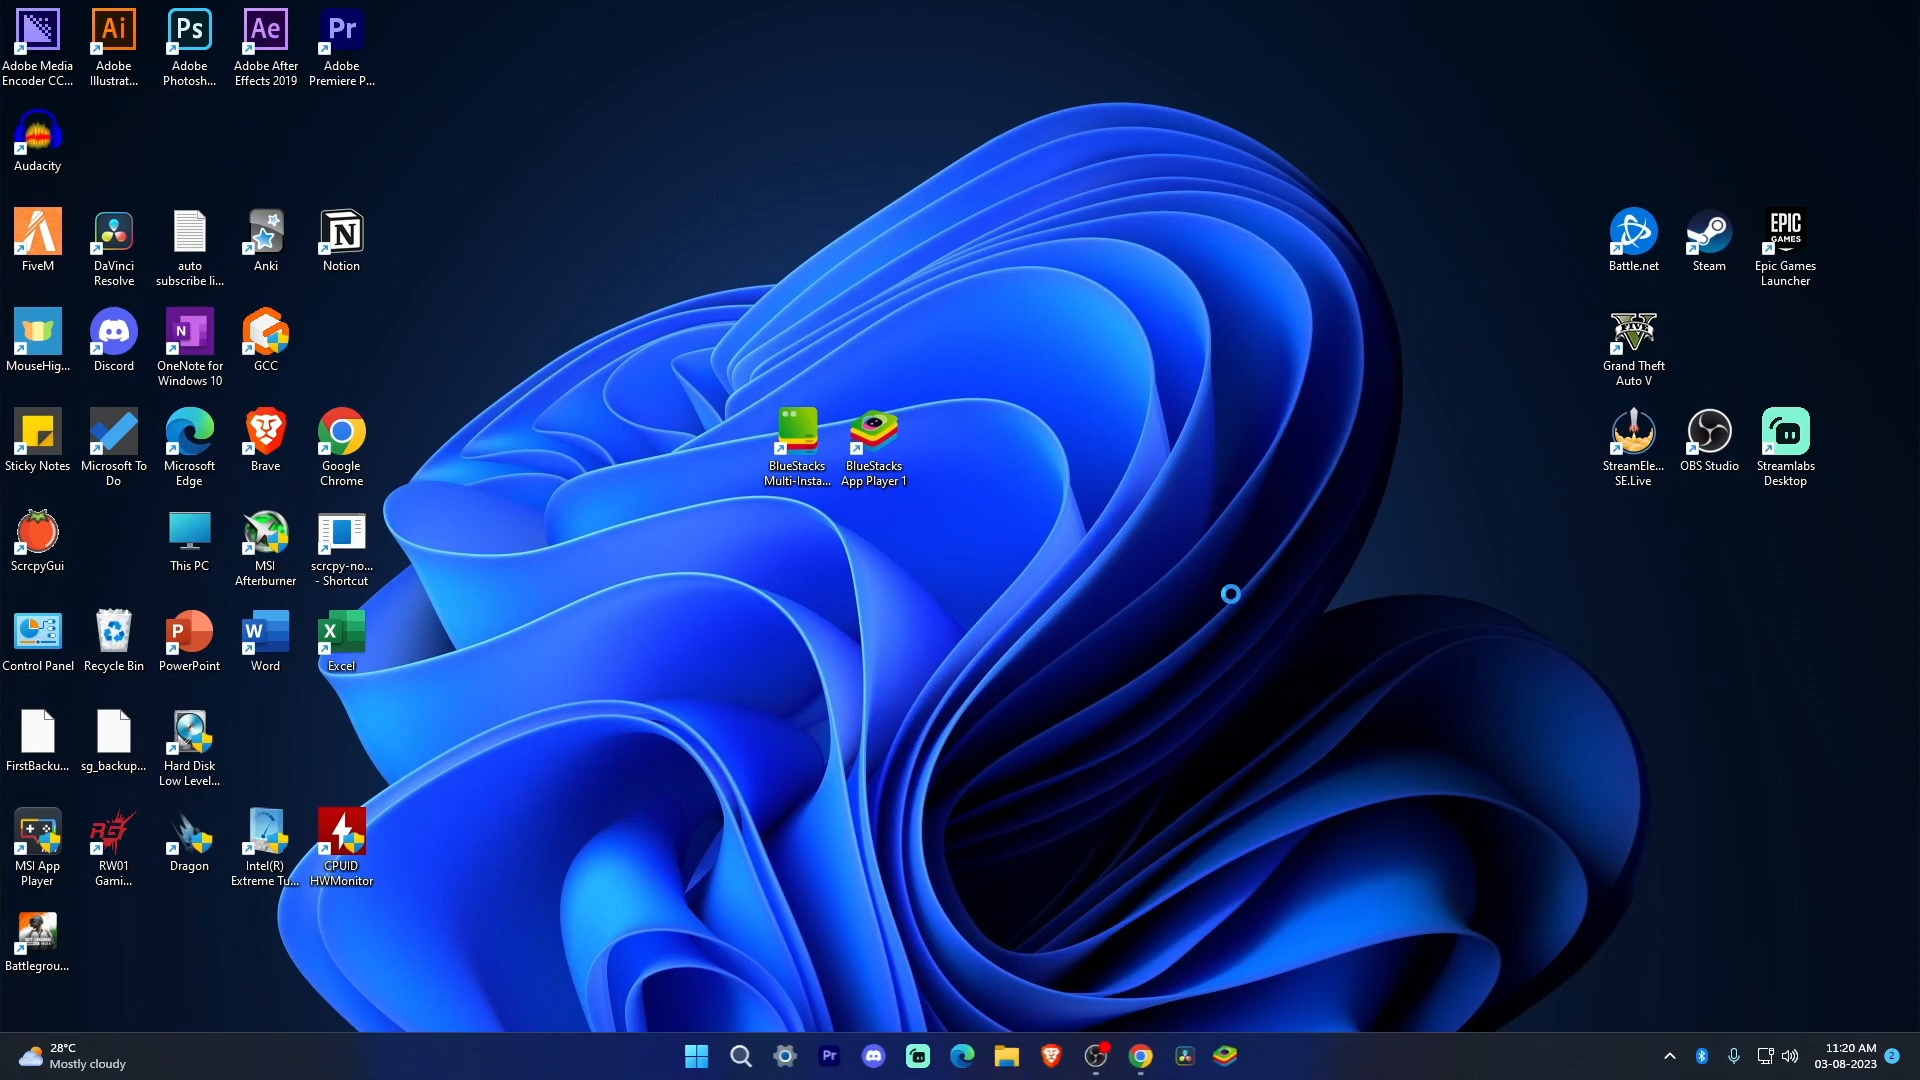 Ai
Ps
Ae
Pr
Adobe Media
Encoder CC...
Adobe
Illustrat...
Adobe
Photosh...
Adobe After
Effects 2019
Adobe
Premiere P...
Audacity
N
EPIC
GAMES
FiveM
DaVinci
Resolve
auto
subscribe li...
Anki
Notion
Battle.net
Steam
Epic Games
Launcher
N
V
FIVE
MouseHig...
Discord
OneNote for
Windows 10
GCC
Grand Theft
Auto V
Sticky Notes
Microsoft To
Do
Microsoft
Edge
Brave
Google
Chrome
BlueStacks
Multi-Insta...
BlueStacks
App Player 1
StreamEle...
SE.Live
OBS Studio
Streamlabs
Desktop
ScrcpyGui
This PC
MSI
Afterburner
scrcpy-no...
- Shortcut
P
W
X
Control Panel
Recycle Bin
PowerPoint
Word
Excel
FirstBacku...
sg_backup...
Hard Disk
Low Level...
RG
MSI App
Player
RW01
Gami...
Dragon
Intel(R)
Extreme Tu...
CPUID
HWMonitor
Battlegrou...
28°C
Mostly cloudy
Pr
11:20 AM
03-08-2023
2